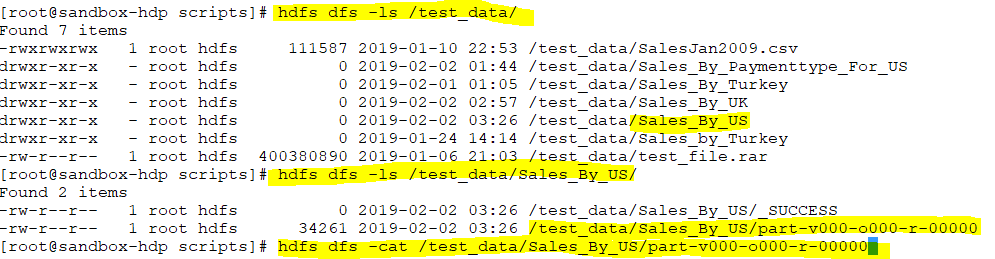 [root@sandbox-hdp scripts]# hdfs dfs -ls /test_data/
Found 7 items
-rwxrwxrwx   1 root hdfs     111587 2019-01-10 22:53 /test_data/SalesJan2009.csv
drwxr-xr-x   - root hdfs          0 2019-02-02 01:44 /test_data/Sales_By_Paymenttype_For_US
drwxr-xr-x   - root hdfs          0 2019-02-01 01:05 /test_data/Sales_By_Turkey
drwxr-xr-x   - root hdfs          0 2019-02-02 02:57 /test_data/Sales_By_UK
drwxr-xr-x   - root hdfs          0 2019-02-02 03:26 /test_data/Sales_By_US
drwxr-xr-x   - root hdfs          0 2019-01-24 14:14 /test_data/Sales_by_Turkey
-rw-r--r--   1 root hdfs  400380890 2019-01-06 21:03 /test_data/test_file.rar
[root@sandbox-hdp scripts]# hdfs dfs -ls /test_data/Sales_By_US/
Found 2 items
-rw-r--r--   1 root hdfs          0 2019-02-02 03:26 /test_data/Sales_By_US/_SUCCESS
-rw-r--r--   1 root hdfs      34261 2019-02-02 03:26 /test_data/Sales_By_US/part-v000-o000-r-00000
[root@sandbox-hdp scripts]# hdfs dfs -cat /test_data/Sales_By_US/part-v000-o000-r-00000